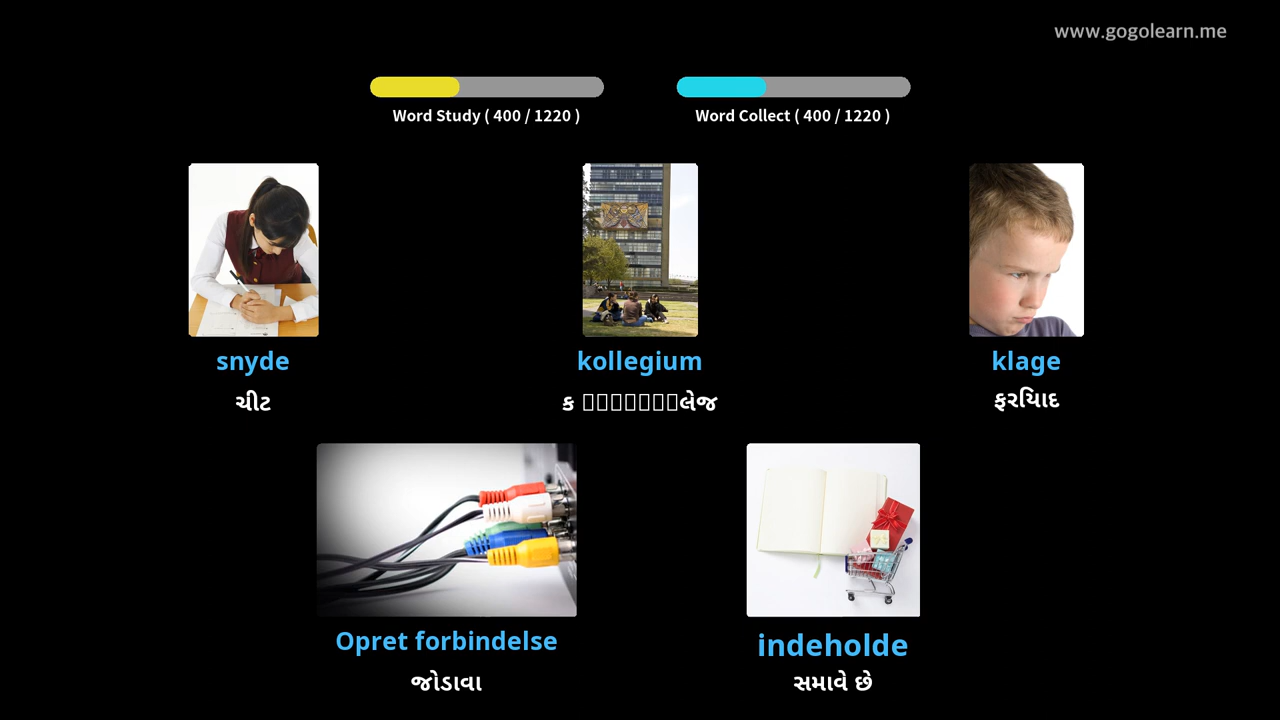 www.gogolearn.me
Word Study ( 400 / 1220 )
Word Collect ( 400 / 1220 )
snyde
kollegium
klage
ચીટ
ક લેજ
ફરિયાદ
Opret forbindelse
indeholde
જોડાવા
સમાવે છે